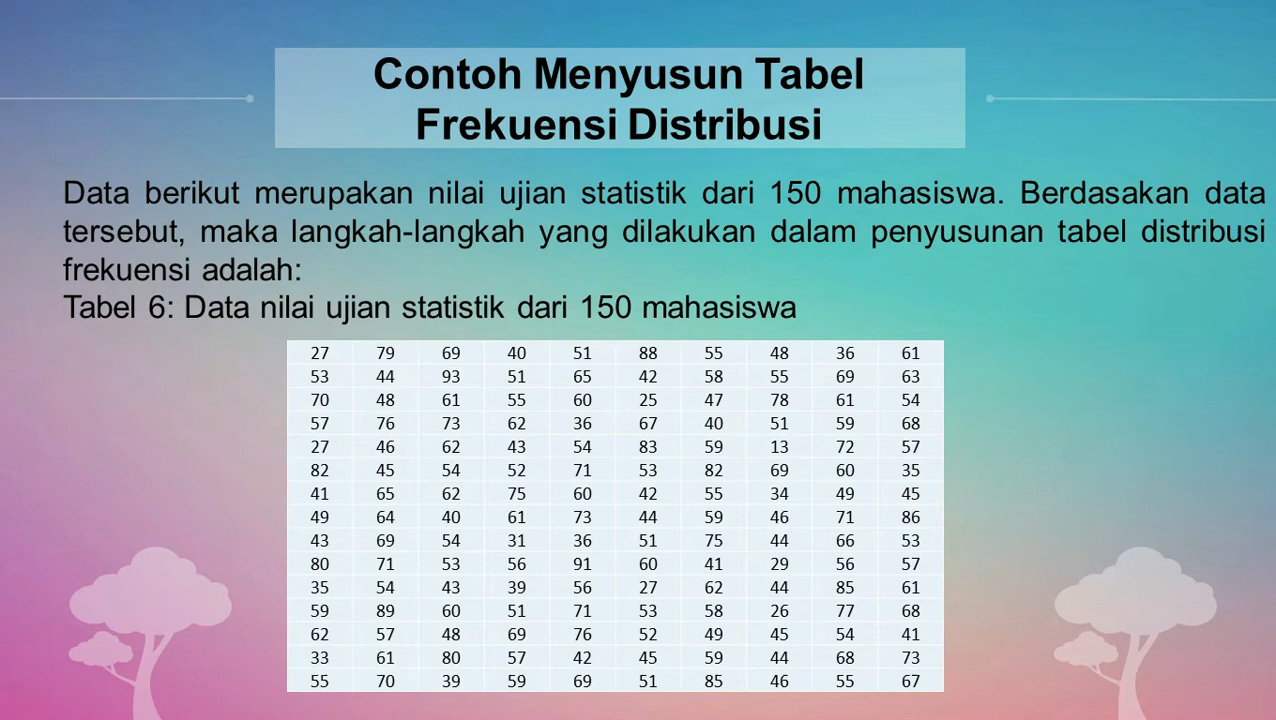 Contoh Menyusun Tabel
Frekuensi Distribusi
Data berikut merupakan nilai ujian statistik dari 150 mahasiswa. Berdasakan data
tersebut, maka langkah-langkah yang dilakukan dalam penyusunan tabel distribusi
frekuensi adalah:
Tabel 6: Data nilai ujian statistik dari 150 mahasiswa
27 79 69 40 51 88 55 48 36 61
53 44 93 51 65 42 58 55 69 63
70 48 61 55 60 25 47 78 61 54
57 76 73 62 36 67 40 51 59 68
27 46 62 43 54 83 59 13 72 57
82 45 54 52 71 53 82 69 60 35
41 65 62 75 60 42 55 34 49 45
49 64 40 61 73 44 59 46 71 86
43 69 54 31 36 51 75 44 66 53
80 71 53 56 91 60 41 29 56 57
35 54 43 39 56 27 62 44 85 61
59 89 60 51 71 53 58 26 77 68
62 57 48 69 76 52 49 45 54 41
33 61 80 57 42 45 59 44 68 73
55 70 39 59 69 51 85 46 55 67